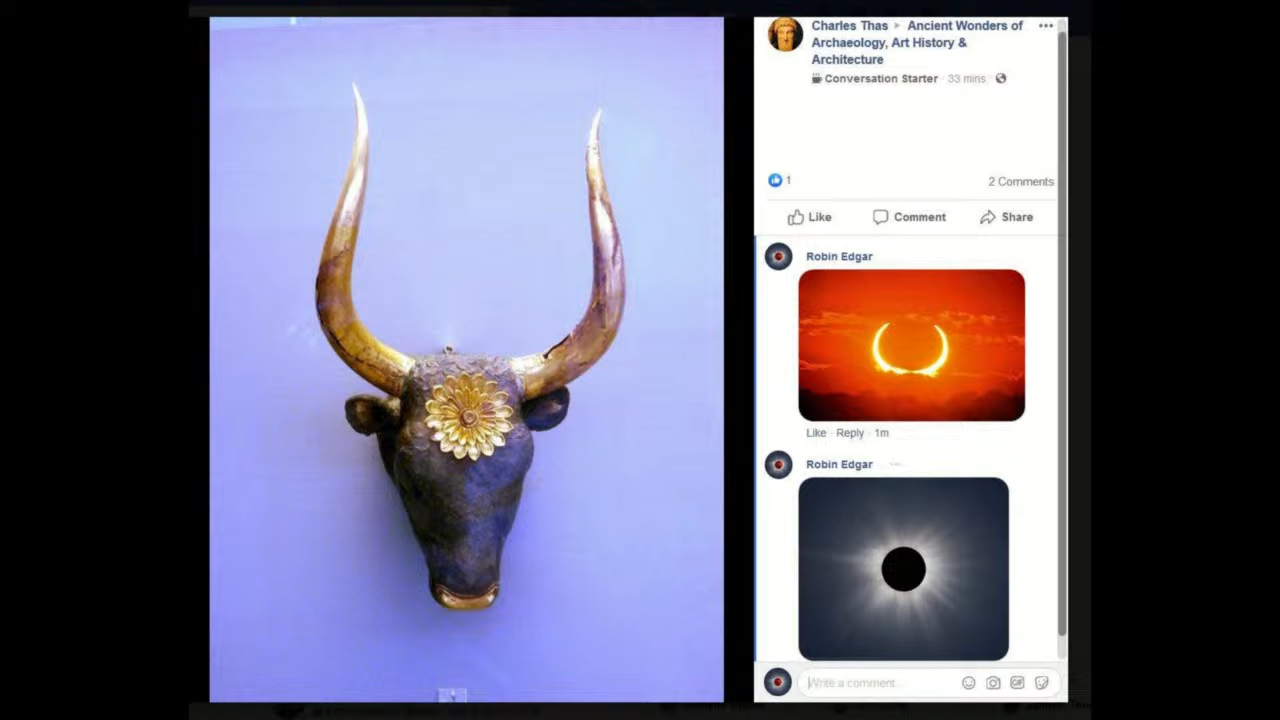 Charles Thas ▸ Ancient Wonders of
Archaeology, Art History &
Architecture
Conversation Starter · 33 mins ·
1
2 Comments
Like Comment Share
Robin Edgar
Like · Reply · 1m
Robin Edgar
Write a comment...
GIF